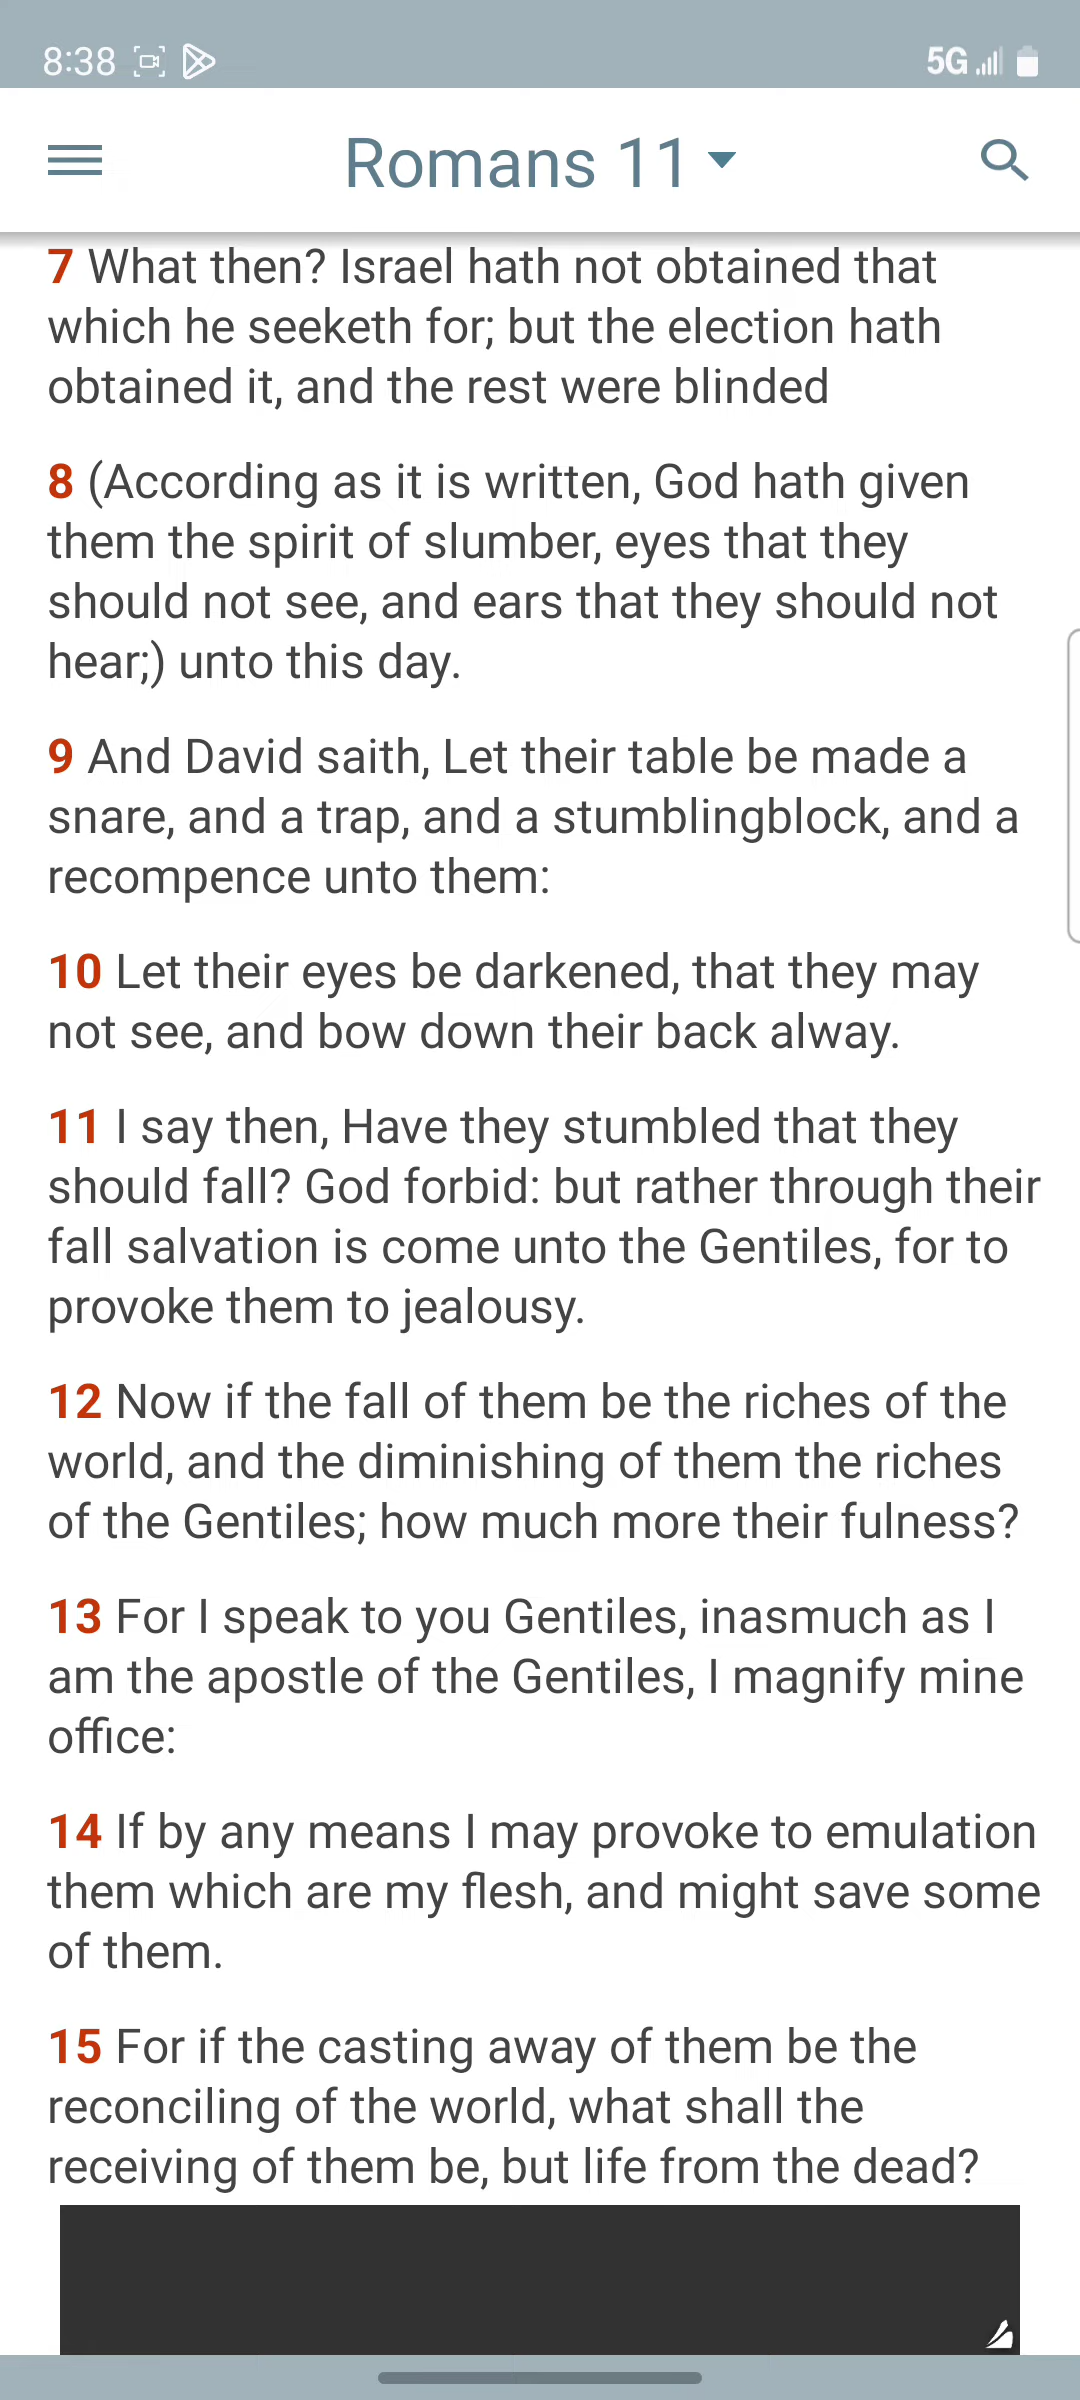 8:38 5G
Romans 11
7 What then? Israel hath not obtained that
which he seeketh for; but the election hath
obtained it, and the rest were blinded
8 (According as it is written, God hath given
them the spirit of slumber, eyes that they
should not see, and ears that they should not
hear;) unto this day.
9 And David saith, Let their table be made a
snare, and a trap, and a stumblingblock, and a
recompence unto them:
10 Let their eyes be darkened, that they may
not see, and bow down their back alway.
11 I say then, Have they stumbled that they
should fall? God forbid: but rather through their
fall salvation is come unto the Gentiles, for to
provoke them to jealousy.
12 Now if the fall of them be the riches of the
world, and the diminishing of them the riches
of the Gentiles; how much more their fulness?
13 For I speak to you Gentiles, inasmuch as I
am the apostle of the Gentiles, I magnify mine
office:
14 If by any means I may provoke to emulation
them which are my flesh, and might save some
of them.
15 For if the casting away of them be the
reconciling of the world, what shall the
receiving of them be, but life from the dead?